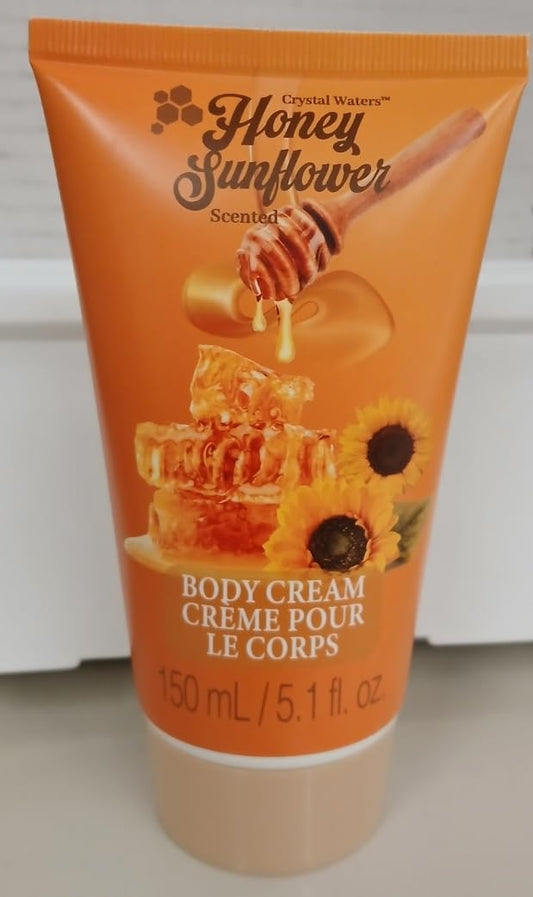 Crystal Waters™
Honey
Sunflower
Scented
BODY CREAM
CRÈME POUR
LE CORPS
150 mL / 5.1 fl. oz.